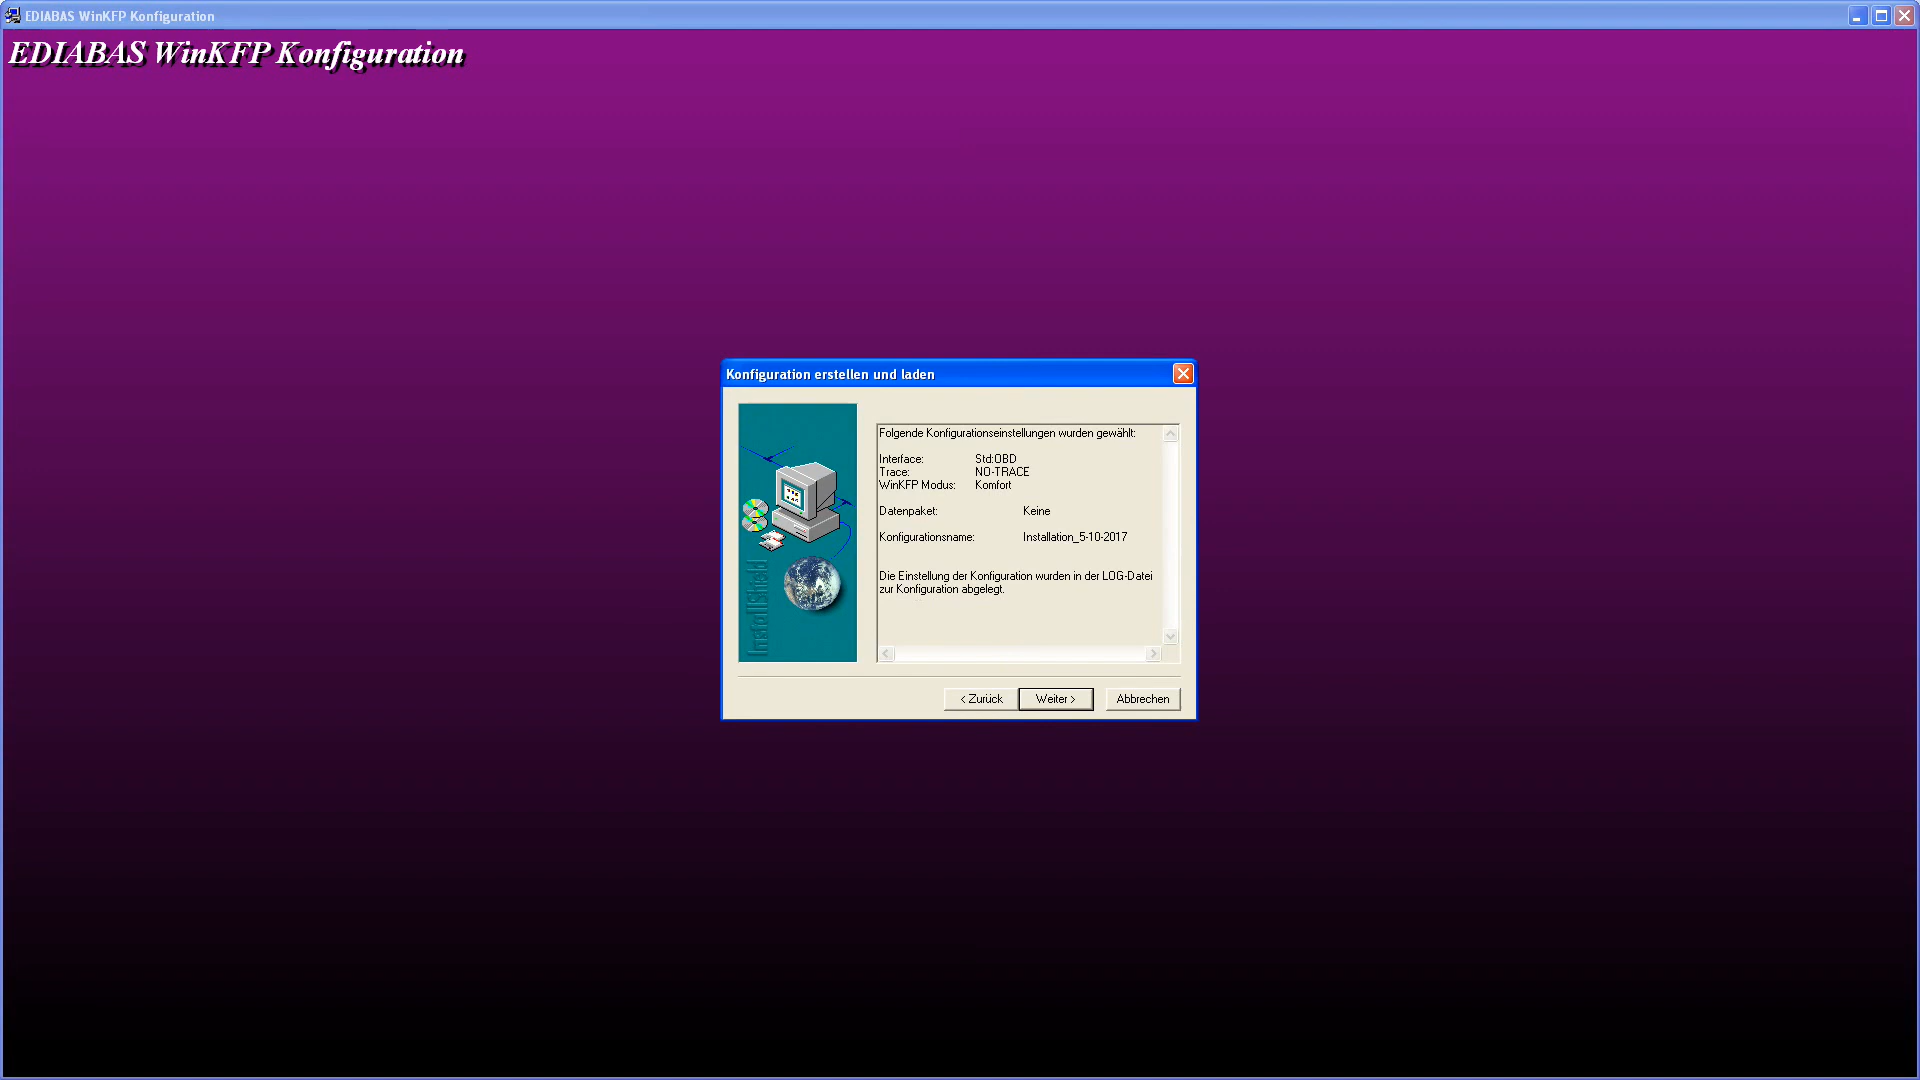 EDIABAS WinKFP Konfiguration
EDIABAS WinKFP Konfiguration
Konfiguration erstellen und laden
Folgende Konfigurationseinstellungen wurden gewählt:
Interface: Std:OBD
Trace: NO-TRACE
WinKFP Modus: Komfort
Datenpaket: Keine
Konfigurationsname: Installation_5-10-2017
Die Einstellung der Konfiguration wurden in der LOG-Datei
zur Konfiguration abgelegt.
InstallShield
< Zurück Weiter > Abbrechen